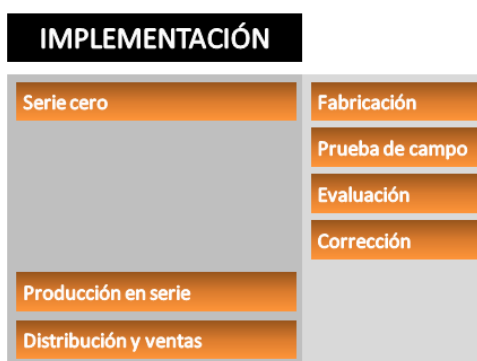 IMPLEMENTACIÓN
Serie cero
Fabricación
Prueba de campo
Evaluación
Corrección
Producción en serie
Distribución y ventas